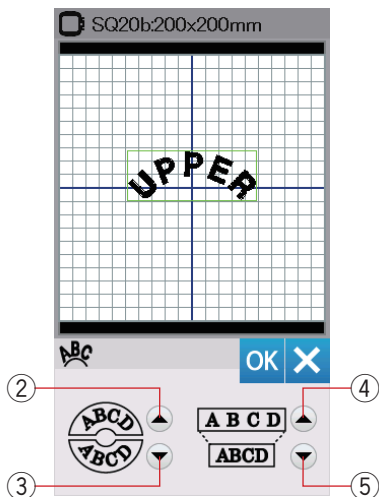 SQ20b:200x200mm
UPPER
ABC
OK
②
④
ABCD
A B C D
ABCD
ABCD
③
⑤